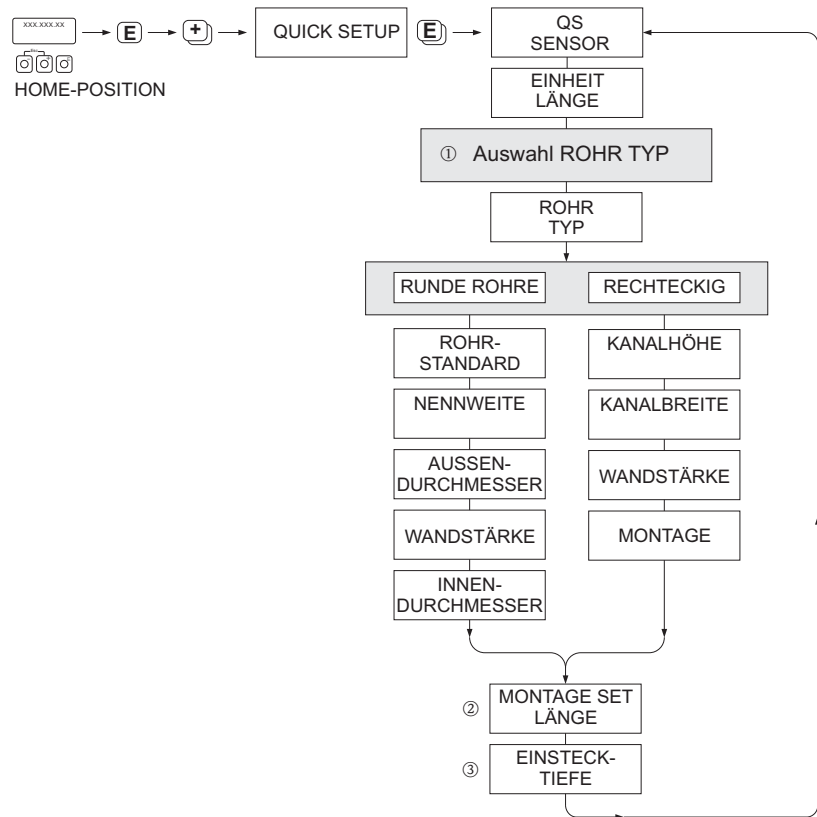 xxx.xxx.xx
Esc
E
+
QUICK SETUP
E
HOME-POSITION
QS
SENSOR
EINHEIT
LÄNGE
① Auswahl ROHR TYP
ROHR
TYP
RUNDE ROHRE
RECHTECKIG
ROHR-
STANDARD
NENNWEITE
AUSSEN-
DURCHMESSER
WANDSTÄRKE
INNEN-
DURCHMESSER
KANALHÖHE
KANALBREITE
WANDSTÄRKE
MONTAGE
② MONTAGE SET
LÄNGE
③ EINSTECK-
TIEFE